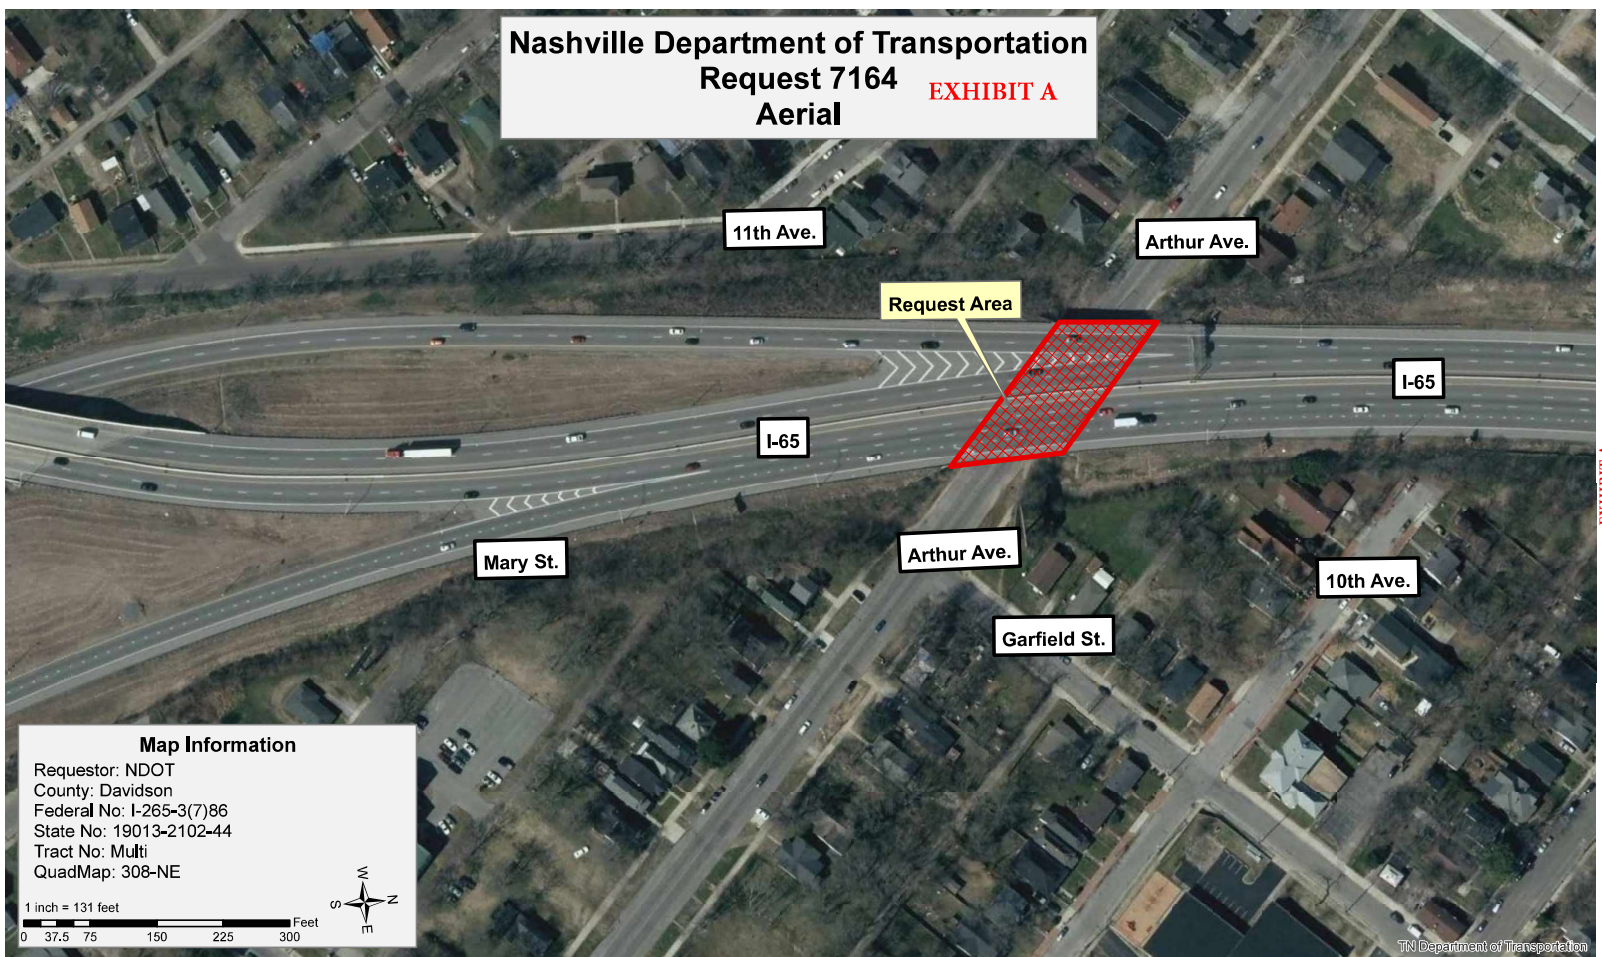 Nashville Department of Transportation
Request 7164
EXHIBIT A
Aerial
11th Ave.
Arthur Ave.
Request Area
I-65
I-65
EXHIBIT A
Arthur Ave.
Mary St.
10th Ave.
Garfield St.
Map Information
Requestor: NDOT
County: Davidson
Federal No: I-265-3(7)86
State No: 19013-2102-44
Tract No: Multi
QuadMap: 308-NE
W
N
S
E
1 inch = 131 feet
Feet
0 37.5 75 150 225 300
TN Department of Transportation